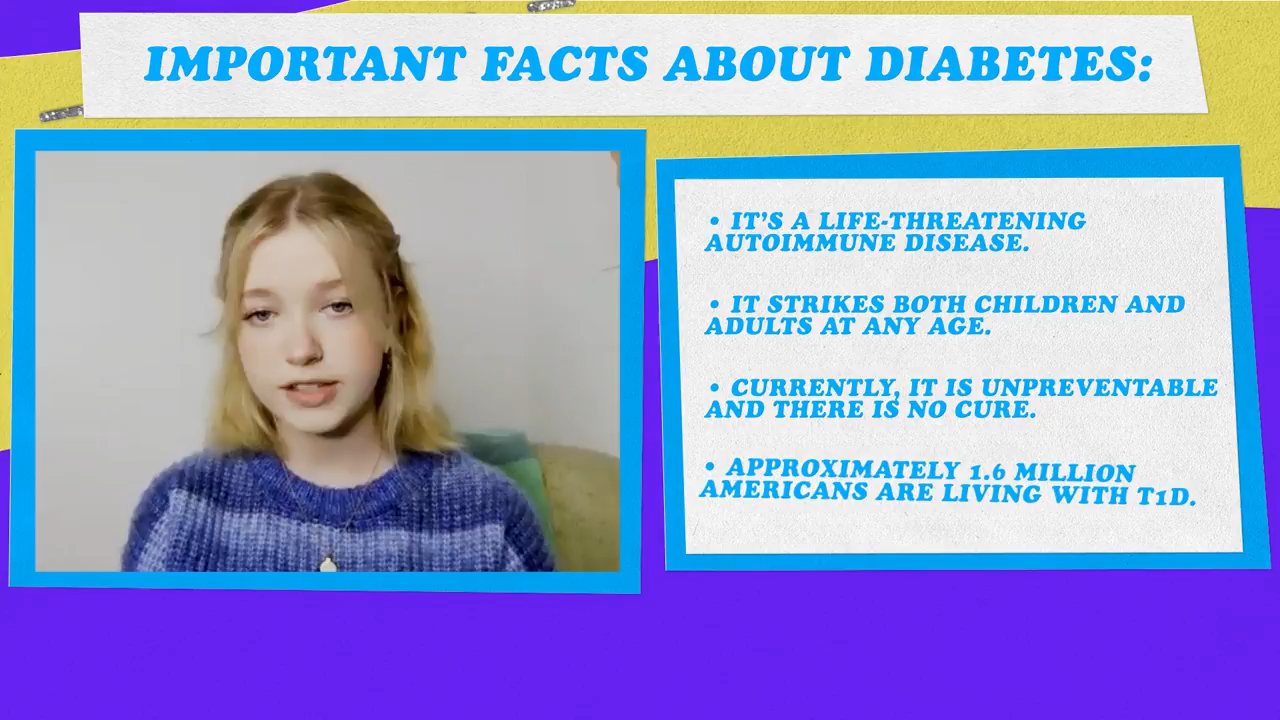 IMPORTANT FACTS ABOUT DIABETES:
• IT'S A LIFE-THREATENING
AUTOIMMUNE DISEASE.
• IT STRIKES BOTH CHILDREN AND
ADULTS AT ANY AGE.
• CURRENTLY, IT IS UNPREVENTABLE
AND THERE IS NO CURE.
• APPROXIMATELY 1.6 MILLION
AMERICANS ARE LIVING WITH T1D.